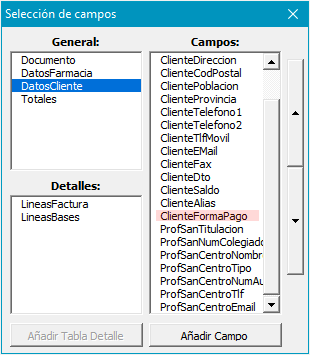 Selección de campos
General:
Documento
DatosFarmacia
DatosCliente
Totales
Detalles:
LineasFactura
LineasBases
Campos:
ClienteDireccion
ClienteCodPostal
ClientePoblacion
ClienteProvincia
ClienteTelefono1
ClienteTelefono2
ClienteTlfMovil
ClienteEMail
ClienteFax
ClienteDto
ClienteSaldo
ClienteAlias
ClienteFormaPago
ProfSanTitulacion
ProfSanNumColegiado
ProfSanCentroNombre
ProfSanCentroTipo
ProfSanCentroNumAu
ProfSanCentroTlf
ProfSanCentroEmail
Añadir Tabla Detalle
Añadir Campo